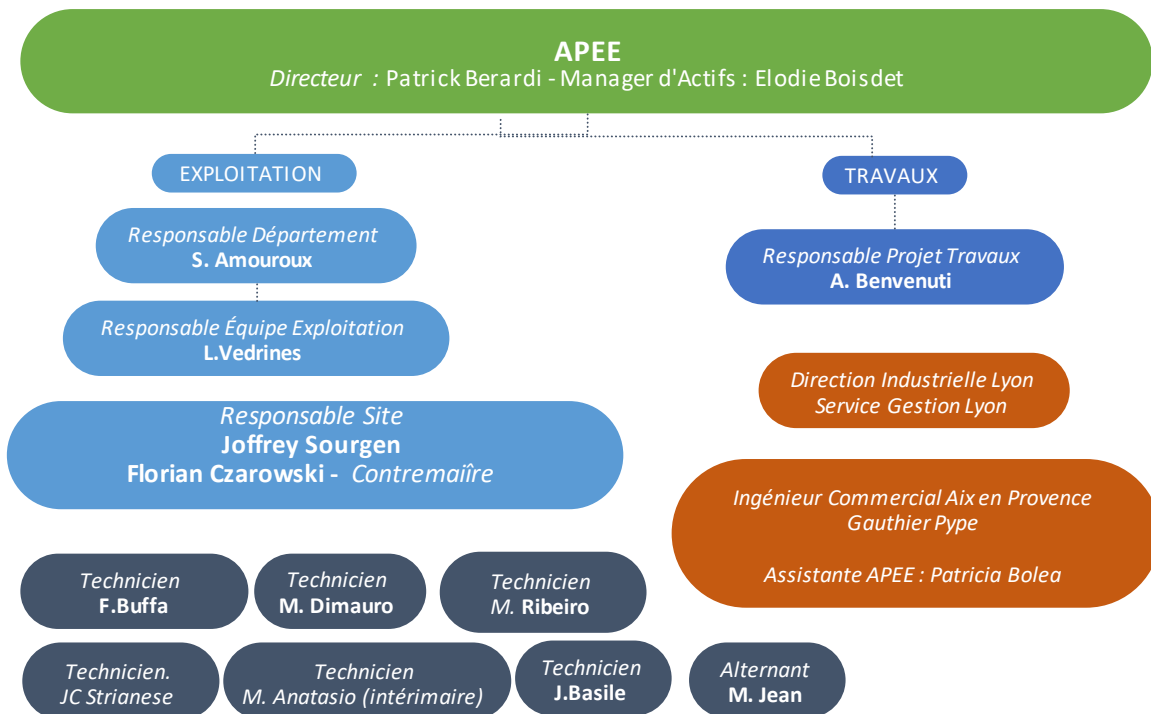 APEE
Directeur : Patrick Berardi - Manager d'Actifs : Elodie Boisdet
EXPLOITATION
TRAVAUX
Responsable Département
S. Amouroux
Responsable Projet Travaux
A. Benvenuti
Responsable Équipe Exploitation
L.Vedrines
Direction Industrielle Lyon
Service Gestion Lyon
Responsable Site
Joffrey Sourgen
Florian Czarowski - Contremaiîre
Ingénieur Commercial Aix en Provence
Gauthier Pype
Assistante APEE : Patricia Bolea
Technicien
F.Buffa
Technicien
M. Dimauro
Technicien
M. Ribeiro
Technicien.
JC Strianese
Technicien
M. Anatasio (intérimaire)
Technicien
J.Basile
Alternant
M. Jean